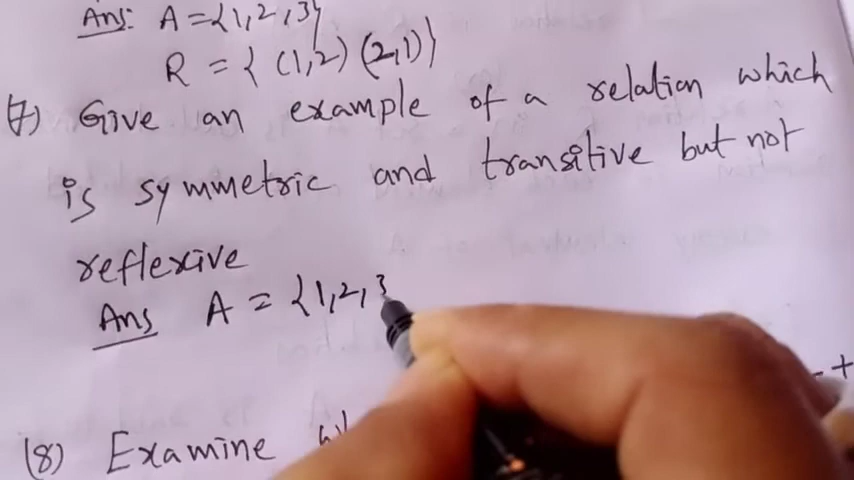 Ans: A = {1,2,3}
R = { (1,2) (2,1)}
(7) Give an example of a relation which
is symmetric and transitive but not
reflexive
Ans A = {1,2,3
(8) Examine